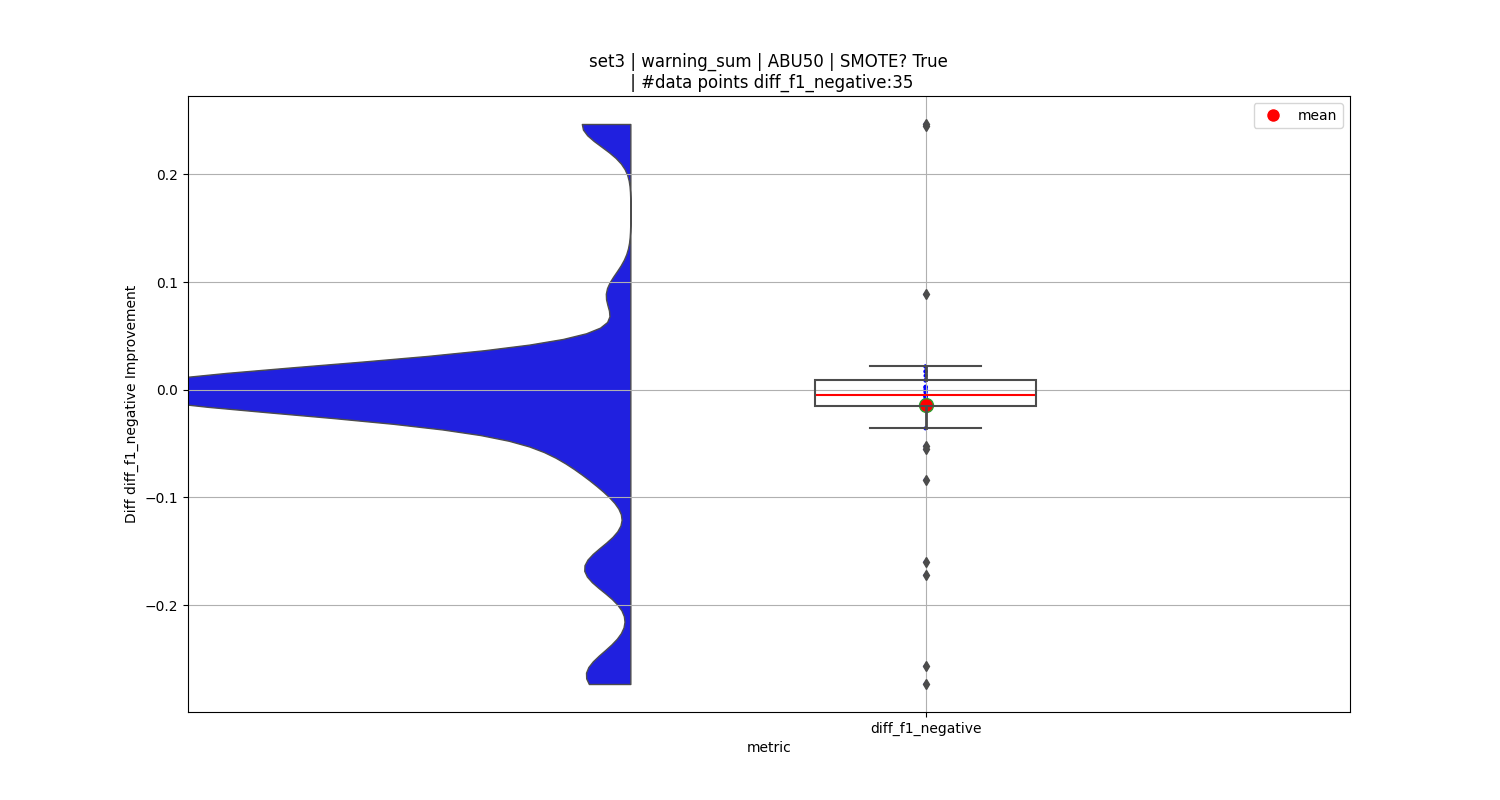 set3 | warning_sum | ABU50 | SMOTE? True
| #data points diff_f1_negative:35
mean
0.2
0.1
0.0
−0.1
−0.2
Diff diff_f1_negative Improvement
diff_f1_negative
metric